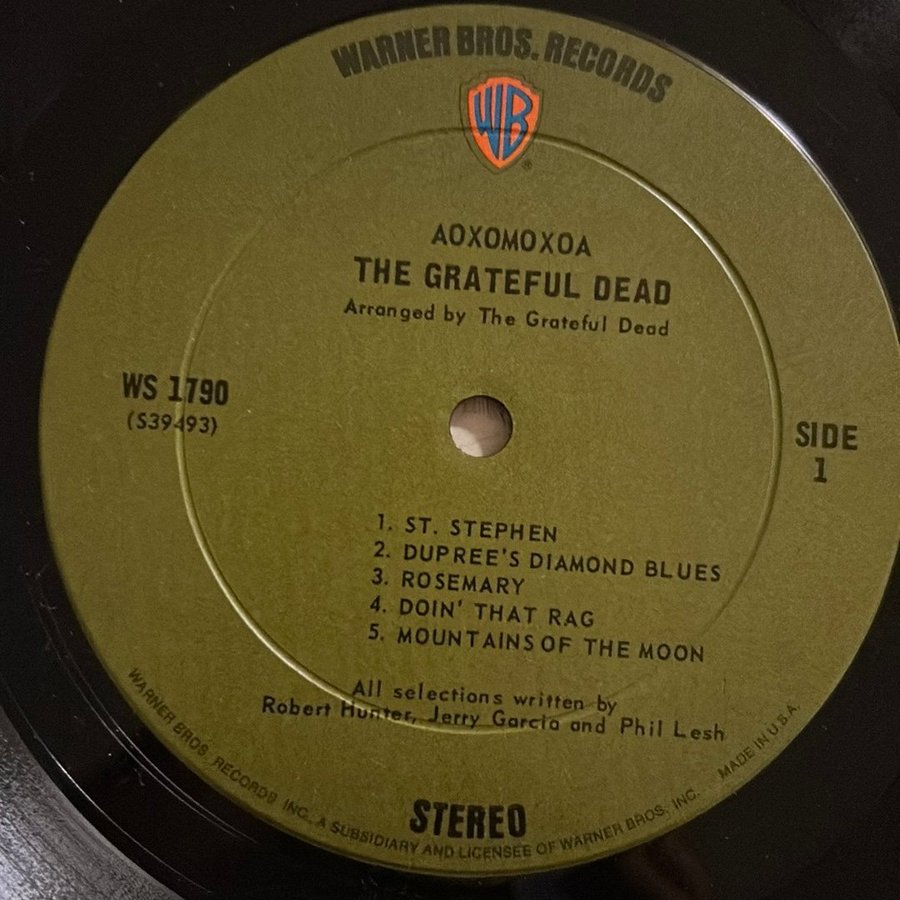 WARNER BROS. RECORDS
WB
®
AOXOMOXOA
THE GRATEFUL DEAD
Arranged by The Grateful Dead
WS 1790
(S39493)
SIDE
1
1. ST. STEPHEN
2. DUPREE'S DIAMOND BLUES
3. ROSEMARY
4. DOIN' THAT RAG
5. MOUNTAINS OF THE MOON
All selections written by
Robert Hunter, Jerry Garcia and Phil Lesh
STEREO
WARNER BROS. RECORDS INC., A SUBSIDIARY AND LICENSEE OF WARNER BROS. INC. MADE IN U.S.A.